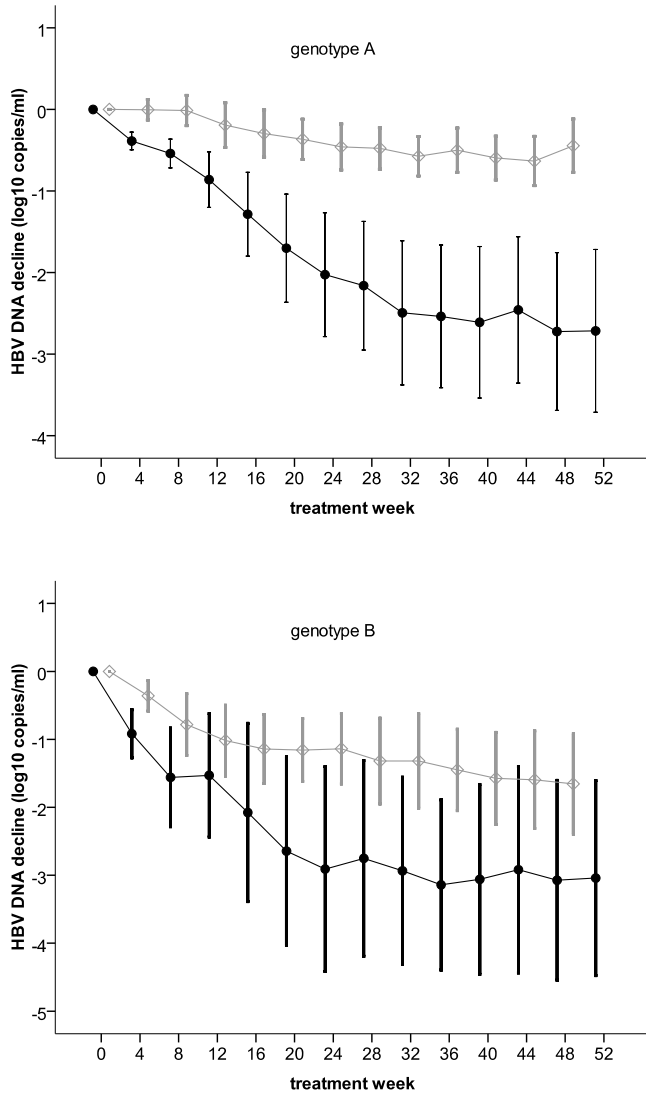 genotype A
HBV DNA decline (log10 copies/ml)
1
0
-1
-2
-3
-4
0 4 8 12 16 20 24 28 32 36 40 44 48 52
treatment week
genotype B
HBV DNA decline (log10 copies/ml)
1
0
-1
-2
-3
-4
-5
0 4 8 12 16 20 24 28 32 36 40 44 48 52
treatment week